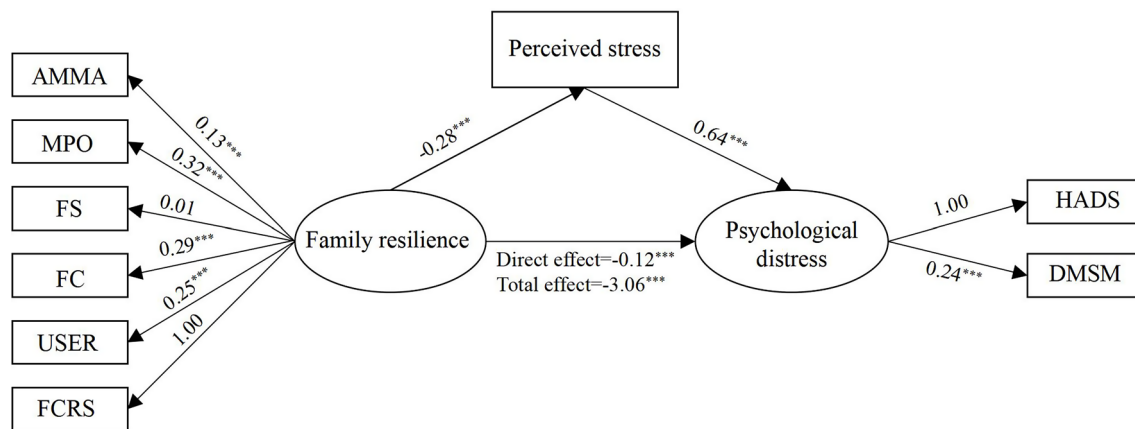 Perceived stress
AMMA
MPO
FS
FC
USER
FCRS
0.13***
0.32***
0.01
0.29***
0.25***
1.00
-0.28***
0.64***
Family resilience
Direct effect=-0.12***
Total effect=-3.06***
Psychological
distress
1.00
0.24***
HADS
DMSM